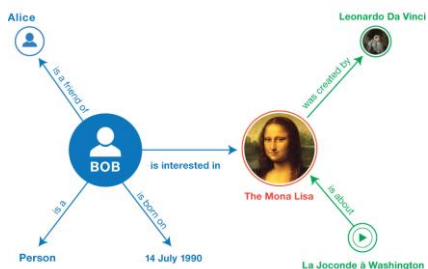 Alice
Leonardo Da Vinci
is a friend of
was created by
BOB
is interested in
The Mona Lisa
is a
is born on
is about
Person
14 July 1990
La Joconde à Washington